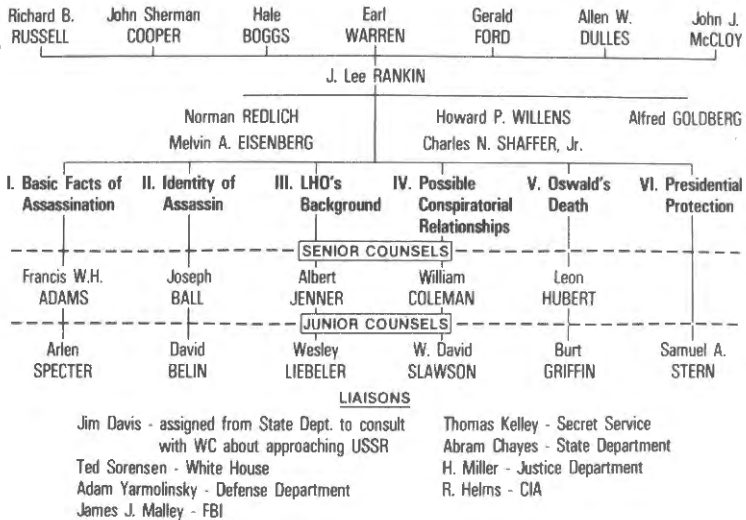 Richard B. John Sherman Hale Earl Gerald Allen W. John J.
RUSSELL COOPER BOGGS WARREN FORD DULLES McCLOY
J. Lee RANKIN
Norman REDLICH Howard P. WILLENS Alfred GOLDBERG
Melvin A. EISENBERG Charles N. SHAFFER, Jr.
I. Basic Facts of II. Identity of III. LHO's IV. Possible V. Oswald's VI. Presidential
Assassination Assassin Background Conspiratorial Death Protection
Relationships
SENIOR COUNSELS
Francis W.H. Joseph Albert William Leon
ADAMS BALL JENNER COLEMAN HUBERT
JUNIOR COUNSELS
Arlen David Wesley W. David Burt Samuel A.
SPECTER BELIN LIEBELER SLAWSON GRIFFIN STERN
LIAISONS
Jim Davis - assigned from State Dept. to consult
with WC about approaching USSR
Ted Sorensen - White House
Adam Yarmolinsky - Defense Department
James J. Malley - FBI
Thomas Kelley - Secret Service
Abram Chayes - State Department
H. Miller - Justice Department
R. Helms - CIA